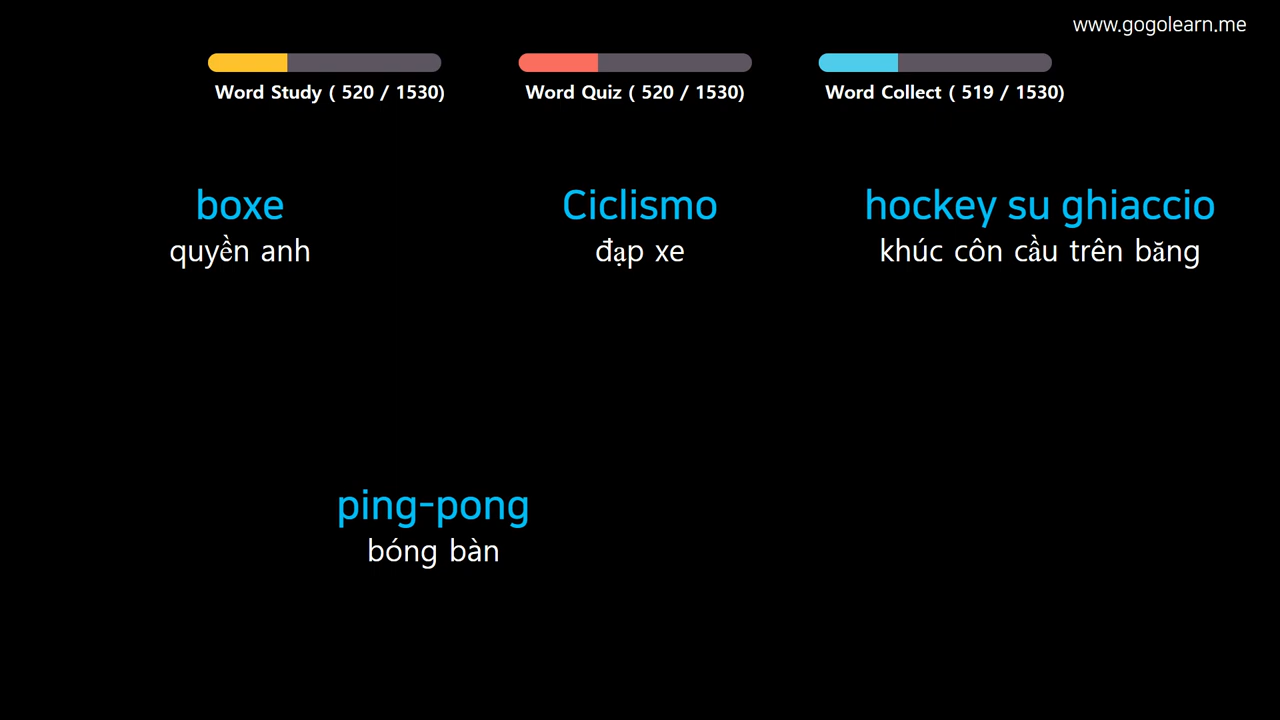 www.gogolearn.me
Word Study ( 520 / 1530)
Word Quiz ( 520 / 1530)
Word Collect ( 519 / 1530)
boxe
quyền anh
Ciclismo
đạp xe
hockey su ghiaccio
khúc côn cầu trên băng
ping-pong
bóng bàn